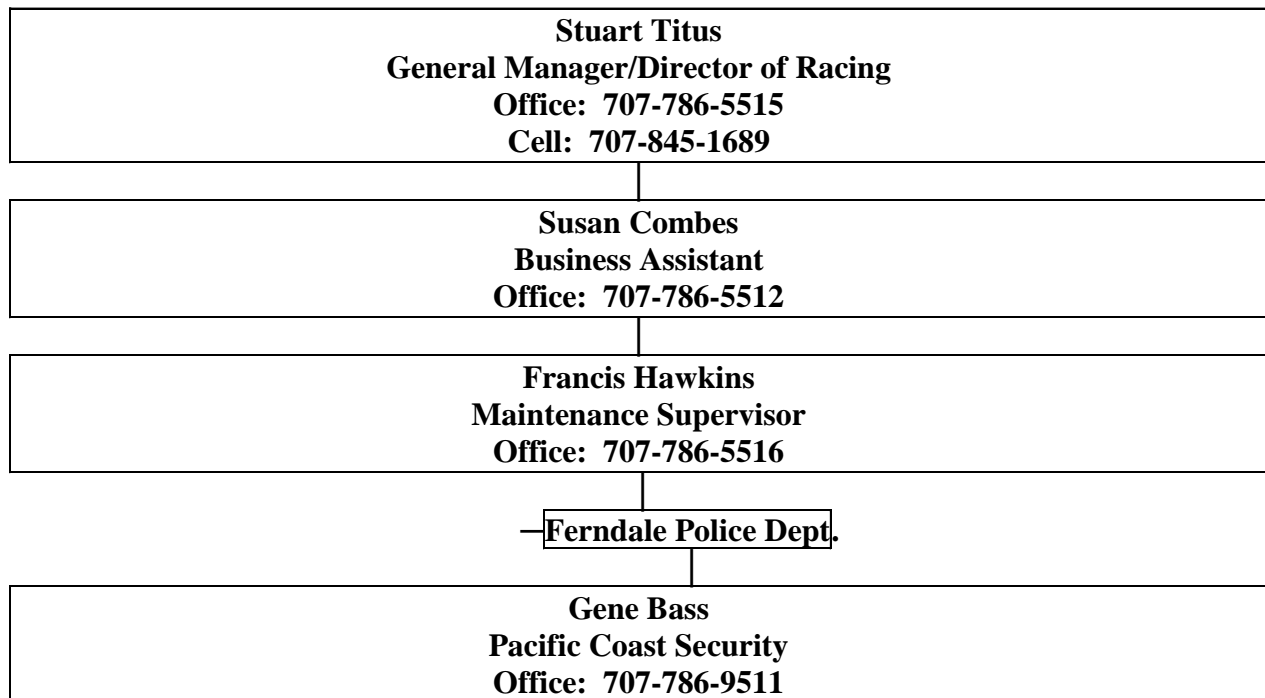 Stuart Titus
General Manager/Director of Racing
Office: 707-786-5515
Cell: 707-845-1689
Susan Combes
Business Assistant
Office: 707-786-5512
Francis Hawkins
Maintenance Supervisor
Office: 707-786-5516
Ferndale Police Dept.
Gene Bass
Pacific Coast Security
Office: 707-786-9511